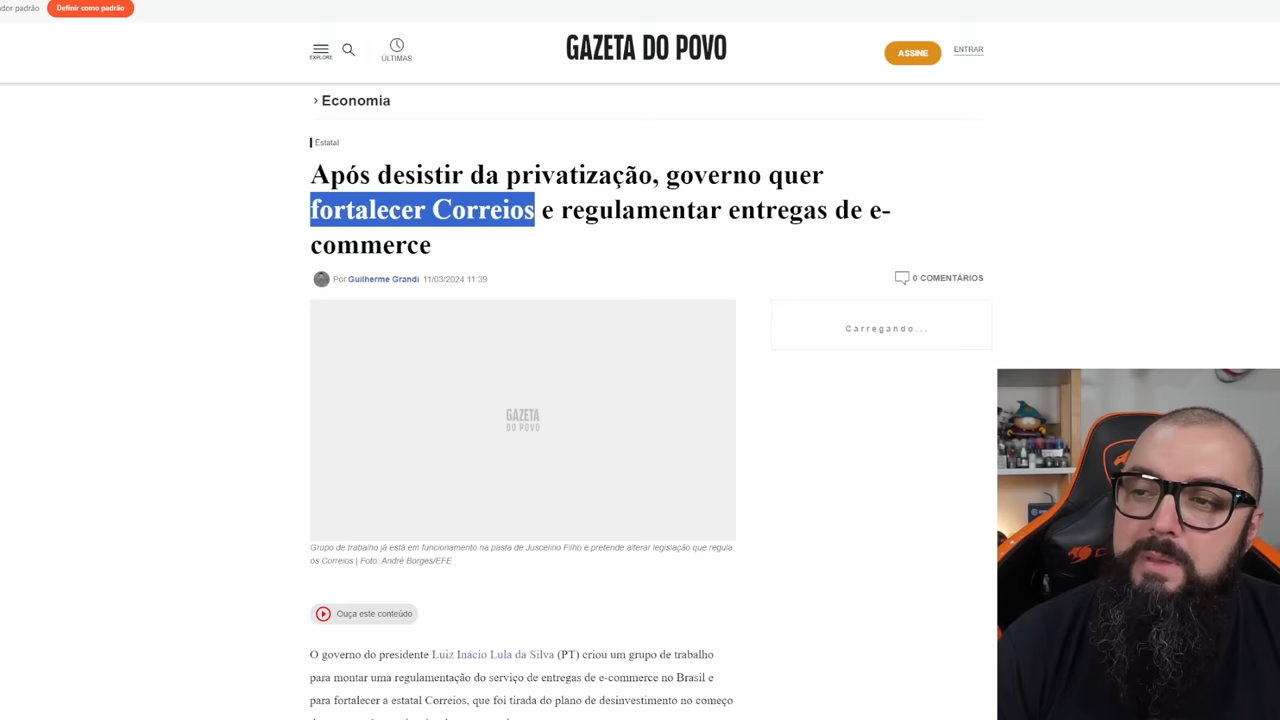 dor padrão
Definir como padrão
EXPLORE
ÚLTIMAS
GAZETA DO POVO
ASSINE
ENTRAR
› Economia
Estatal
Após desistir da privatização, governo quer
fortalecer Correios e regulamentar entregas de e-
commerce
Por Guilherme Grandi 11/03/2024 11:39
0 COMENTÁRIOS
Carregando...
GAZETA
DO POVO
Grupo de trabalho já está em funcionamento na pasta de Juscelino Filho e pretende alterar legislação que regula
os Correios | Foto: André Borges/EFE
Ouça este conteúdo
O governo do presidente Luiz Inácio Lula da Silva (PT) criou um grupo de trabalho
para montar uma regulamentação do serviço de entregas de e-commerce no Brasil e
para fortalecer a estatal Correios, que foi tirada do plano de desinvestimento no começo